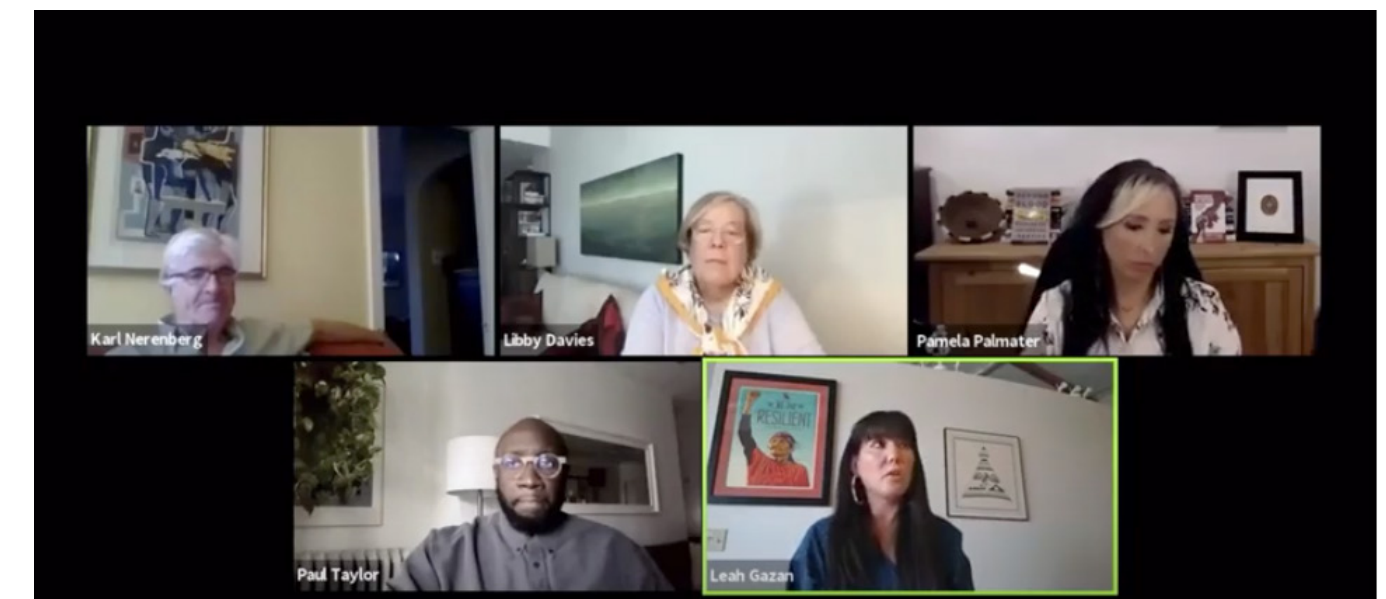 Karl Nerenberg
Libby Davies
Pamela Palmater
RESILIENT
Paul Taylor
Leah Gazan